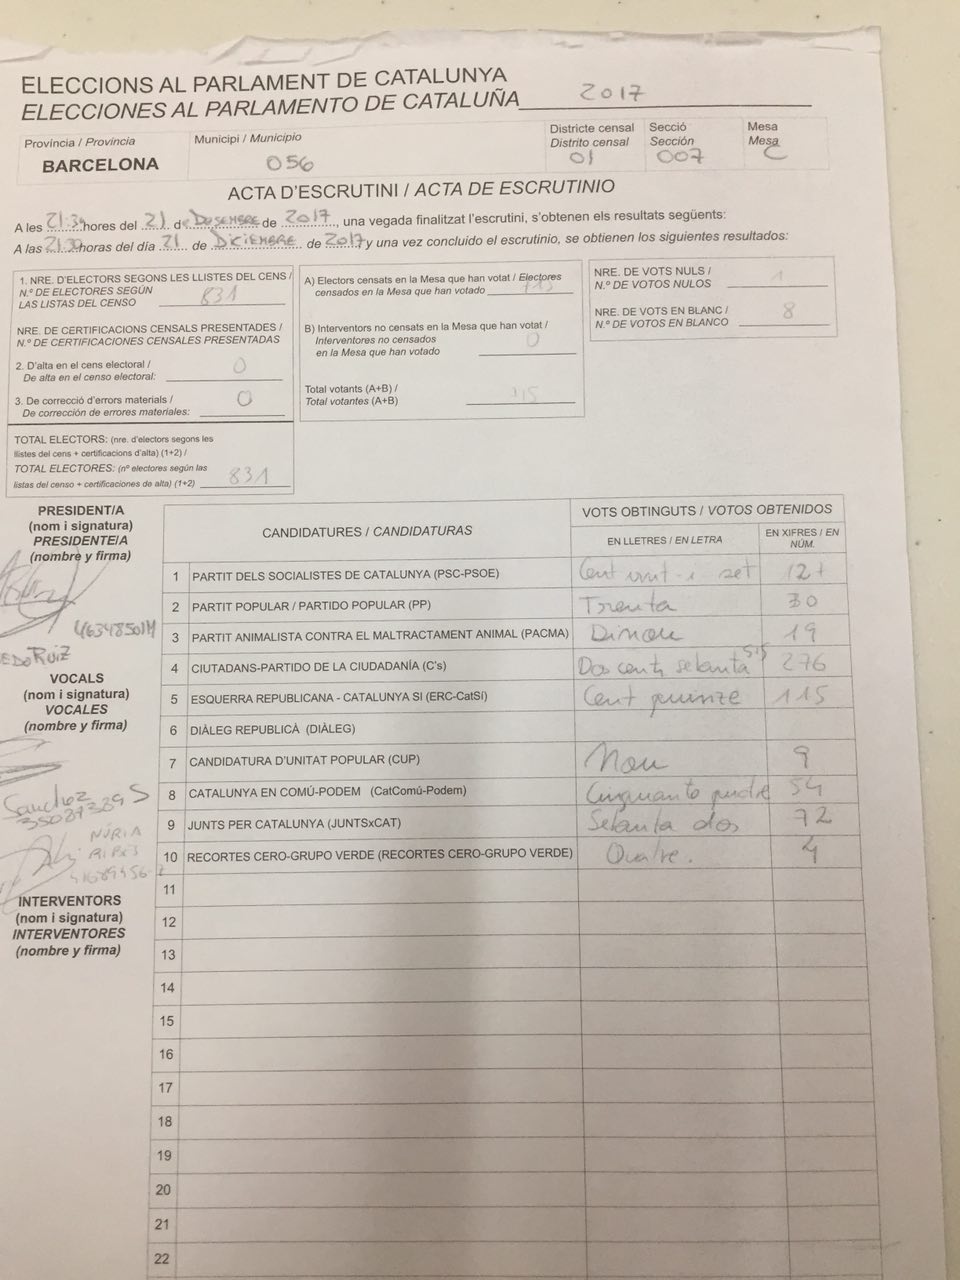 ELECCIONS AL PARLAMENT DE CATALUNYA
ELECCIONES AL PARLAMENTO DE CATALUÑA 2017
Província / Provincia
BARCELONA
Municipi / Municipio
056
Districte censal
Distrito censal
01
Secció
Sección
007
Mesa
Mesa
C
ACTA D'ESCRUTINI / ACTA DE ESCRUTINIO
A les 21:34 hores del 21 de DESEMBRE de 2017, una vegada finalitzat l'escrutini, s'obtenen els resultats següents:
A las horas del día 21 de DICIEMBRE de 2017 y una vez concluido el escrutinio, se obtienen los siguientes resultados:
1. NRE. D'ELECTORS SEGONS LES LLISTES DEL CENS /
N.º DE ELECTORES SEGÚN
LAS LISTAS DEL CENSO 831
NRE. DE CERTIFICACIONS CENSALS PRESENTADES /
N.º DE CERTIFICACIONES CENSALES PRESENTADAS
2. D'alta en el cens electoral /
De alta en el censo electoral: 0
3. De correcció d'errors materials /
De corrección de errores materiales: 0
TOTAL ELECTORS: (nre. d'electors segons les
llistes del cens + certificacions d'alta) (1+2) /
TOTAL ELECTORES: (nº electores según las
listas del censo + certificaciones de alta) (1+2) 831
A) Electors censats en la Mesa que han votat / Electores
censados en la Mesa que han votado
B) Interventors no censats en la Mesa que han votat /
Interventores no censados
en la Mesa que han votado 0
Total votants (A+B) /
Total votantes (A+B)
NRE. DE VOTS NULS /
N.º DE VOTOS NULOS 1
NRE. DE VOTS EN BLANC /
N.º DE VOTOS EN BLANCO 8
PRESIDENT/A
(nom i signatura)
PRESIDENTE/A
(nombre y firma)
RUIZ
VOCALS
(nom i signatura)
VOCALES
(nombre y firma)
Sanchez
NÚRIA
INTERVENTORS
(nom i signatura)
INTERVENTORES
(nombre y firma)
CANDIDATURES / CANDIDATURAS
VOTS OBTINGUTS / VOTOS OBTENIDOS
EN LLETRES / EN LETRA
EN XIFRES / EN
NÚM.
1 PARTIT DELS SOCIALISTES DE CATALUNYA (PSC-PSOE) Cent vint-i set 127
2 PARTIT POPULAR / PARTIDO POPULAR (PP) Trenta 30
3 PARTIT ANIMALISTA CONTRA EL MALTRACTAMENT ANIMAL (PACMA) Dinou 19
4 CIUTADANS-PARTIDO DE LA CIUDADANÍA (C's) Dos cents setanta sis 276
5 ESQUERRA REPUBLICANA - CATALUNYA SI (ERC-CatSí) Cent quinze 115
6 DIÀLEG REPUBLICÀ (DIÀLEG)
7 CANDIDATURA D'UNITAT POPULAR (CUP) Nou 9
8 CATALUNYA EN COMÚ-PODEM (CatComú-Podem) 54
9 JUNTS PER CATALUNYA (JUNTSxCAT) Setanta dos 72
10 RECORTES CERO-GRUPO VERDE (RECORTES CERO-GRUPO VERDE) Quatre. 4
11
12
13
14
15
16
17
18
19
20
21
22